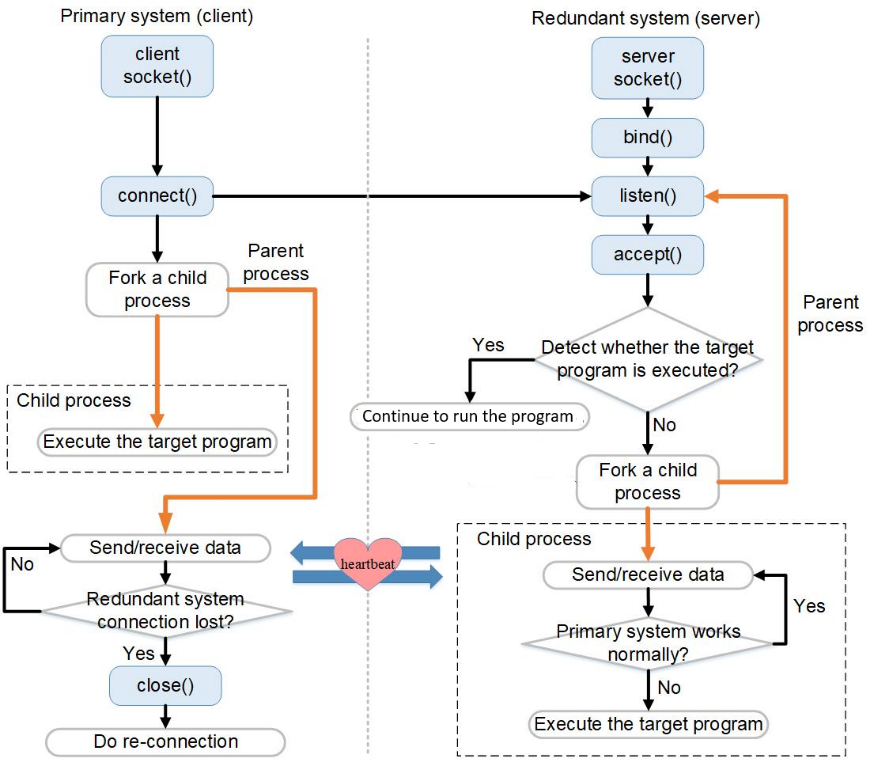 Primary system (client)
client
socket()
connect()
Fork a child
process
Parent
process
Child process
Execute the target program
Send/receive data
No
Redundant system
connection lost?
Yes
close()
Do re-connection
heartbeat
Redundant system (server)
server
socket()
bind()
listen()
accept()
Parent
process
Detect whether the target
program is executed?
Yes
Continue to run the program
No
Fork a child
process
Child process
Send/receive data
Yes
Primary system works
normally?
No
Execute the target program